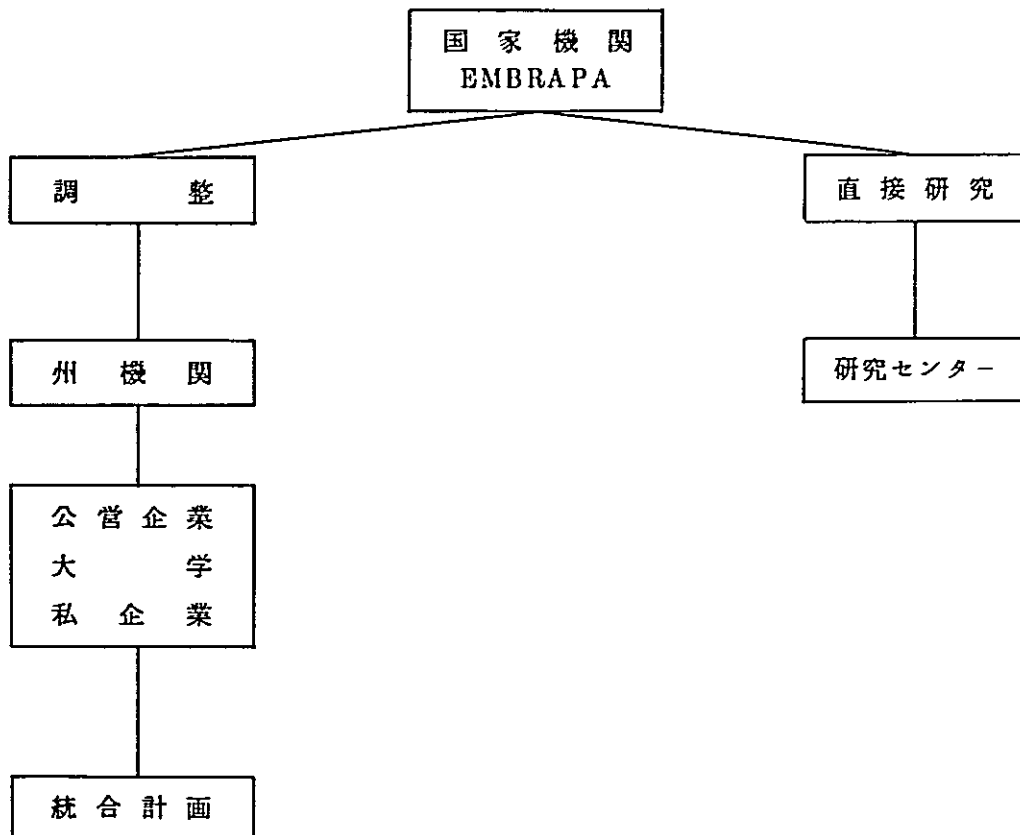 国家機関
EMBRAPA
調整
直接研究
州機関
研究センター
公営企業
大学
私企業
統合計画